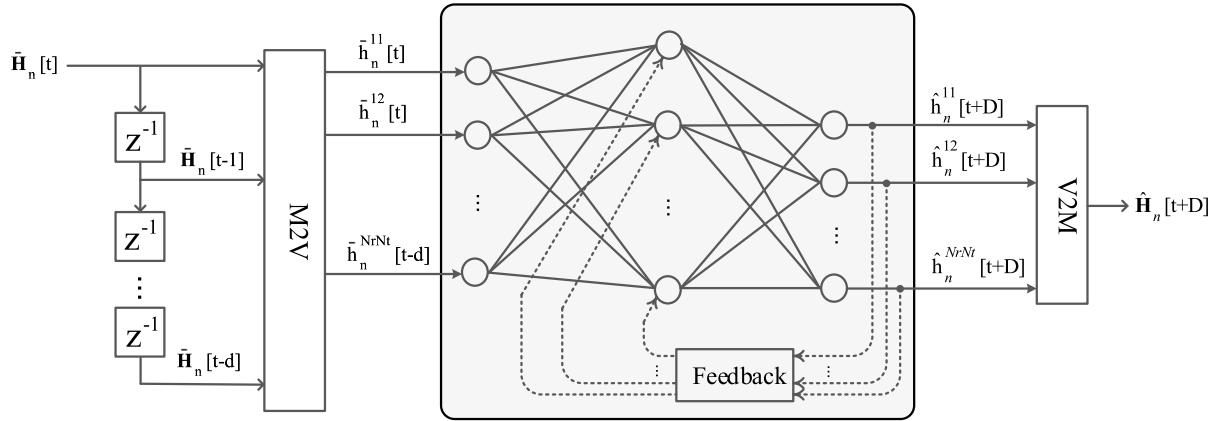 H̄n[t]
Z-1
H̄n[t-1]
Z-1
⋮
Z-1
H̄n[t-d]
M2V
h̄n11[t]
h̄n12[t]
⋮
h̄nNrNt[t-d]
⋮
⋮
Feedback
ĥn11[t+D]
ĥn12[t+D]
ĥnNrNt[t+D]
V2M
Ĥn[t+D]